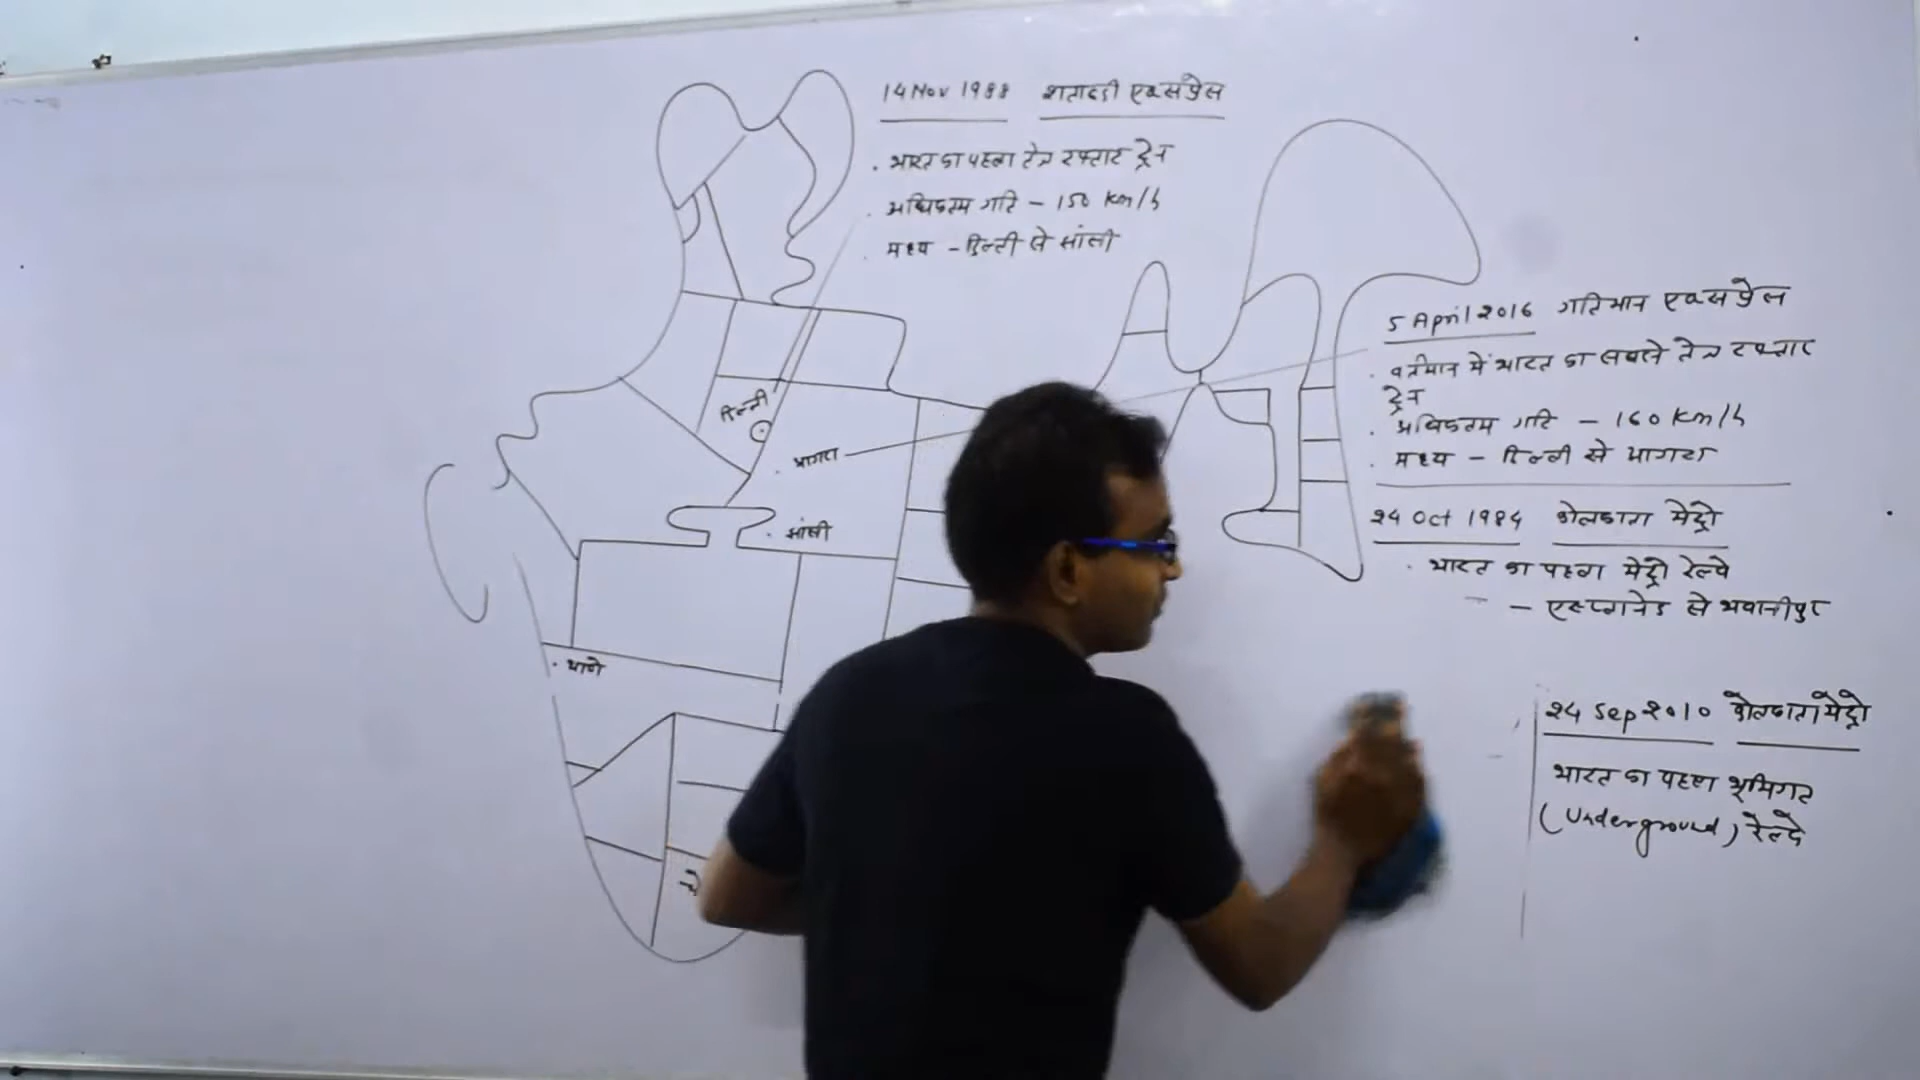 14 Nov 1988 शताब्दी एक्सप्रेस
. भारत का पहला तेज रफ्तार ट्रेन
. अधिकतम गति - 150 Km/h
. मध्य - दिल्ली से झांसी
5 April 2016 गतिमान एक्सप्रेस
. वर्तमान में भारत का सबसे तेज रफ्तार
ट्रेन
. अधिकतम गति - 160 Km/h
. मध्य - दिल्ली से आगरा
24 Oct 1984 कोलकाता मेट्रो
. भारत का पहला मेट्रो रेल्वे
- एस्प्लानेड से भवानीपुर
24 Sep 2010 कोलकाता मेट्रो
भारत का पहला भूमिगत
(Underground) रेल्वे
दिल्ली
. आगरा
. झांसी
. थाणे
चे